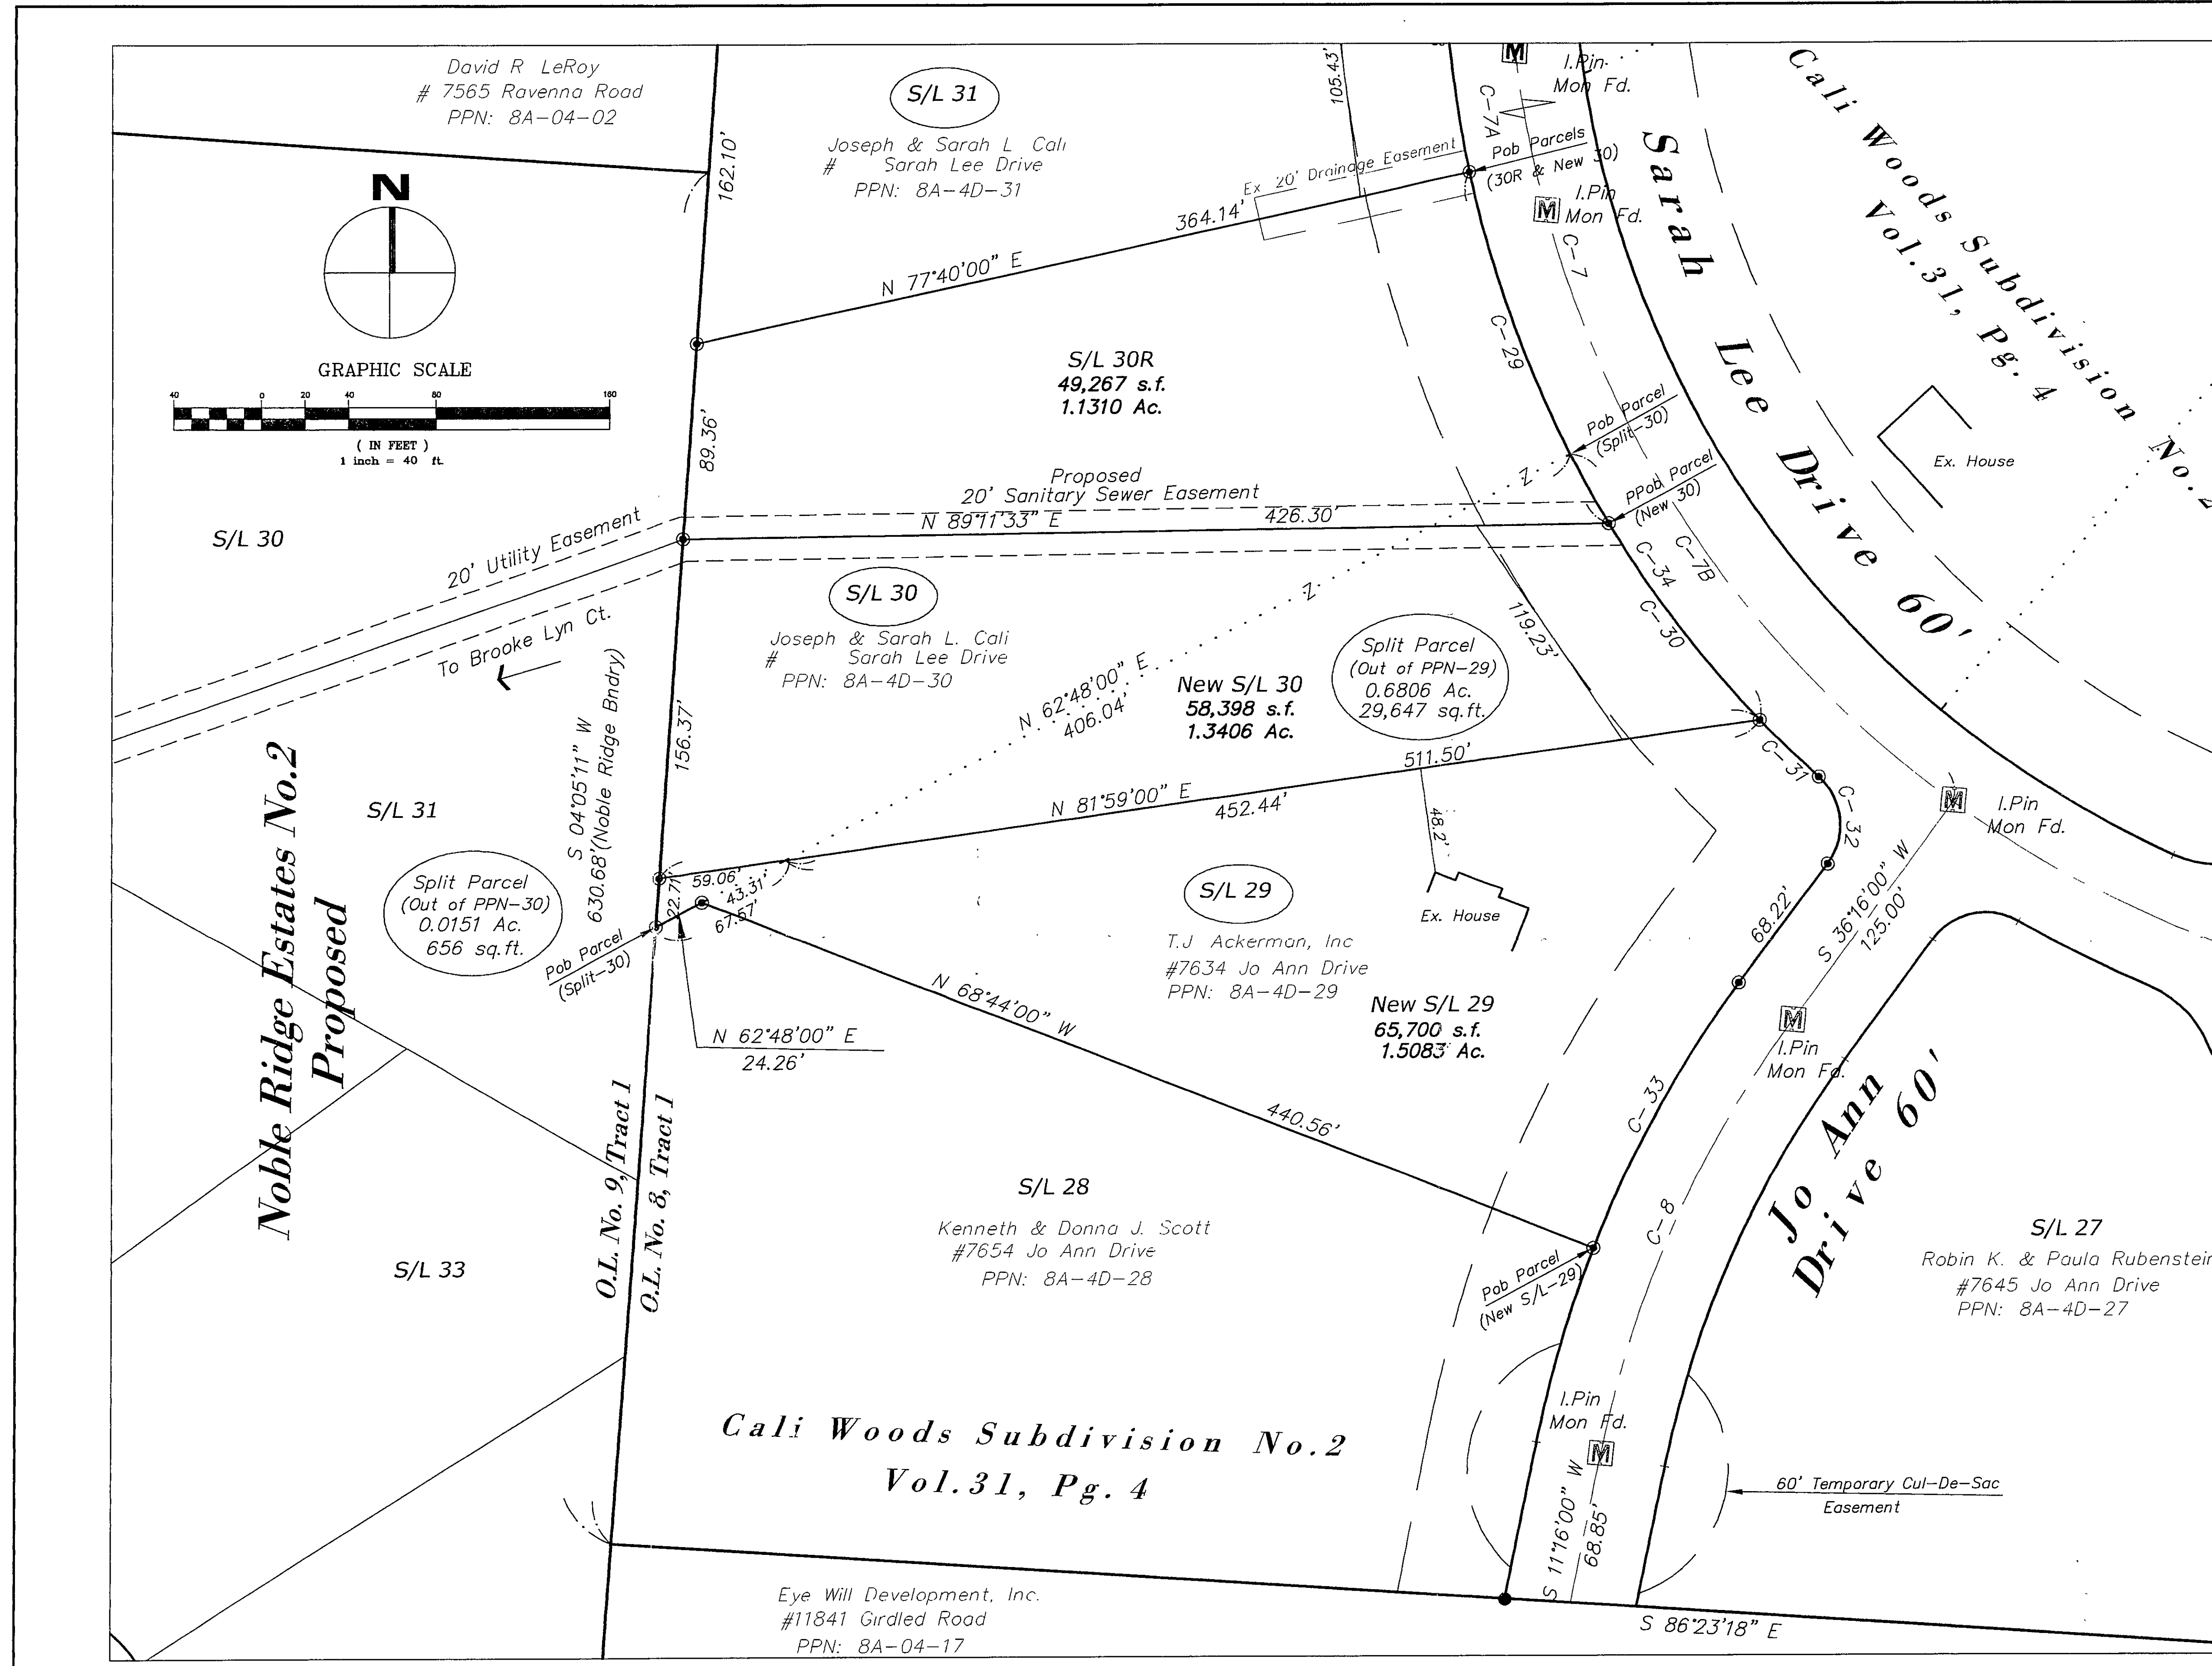 David R LeRoy
# 7565 Ravenna Road
PPN: 8A-04-02
N
GRAPHIC SCALE
40 0 20 40 80 160
( IN FEET )
1 inch = 40 ft.
162.10'
S/L 31
Joseph & Sarah L Cali
# Sarah Lee Drive
PPN: 8A-4D-31
105.43'
Ex 20' Drainage Easement
364.14'
N 77°40'00" E
M
I.Pin
Mon Fd.
C-7A
Pob Parcels
(30R & New 30)
M
I.Pin
Mon Fd.
C-7
C-29
Sarah Lee Drive 60'
Cali Woods Subdivision No.2
Vol.31, Pg. 4
Ex. House
S/L 30R
49,267 s.f.
1.1310 Ac.
89.36'
Pob Parcel
(Split-30)
PPob Parcel
(New 30)
Proposed
20' Sanitary Sewer Easement
N 89°11'33" E
426.30'
Z
Z
S/L 30
20' Utility Easement
To Brooke Lyn Ct.
S/L 30
Joseph & Sarah L. Cali
# Sarah Lee Drive
PPN: 8A-4D-30
C-34
C-7B
C-30
119.23'
Split Parcel
(Out of PPN-29)
0.6806 Ac.
29,647 sq.ft.
N 62°48'00" E
406.04'
New S/L 30
58,398 s.f.
1.3406 Ac.
156.37'
S 04°05'11" W
630.68'(Noble Ridge Bndry)
511.50'
N 81°59'00" E
452.44'
C-31
C-32
M
I.Pin
Mon Fd.
Noble Ridge Estates No.2
Proposed
S/L 31
Split Parcel
(Out of PPN-30)
0.0151 Ac.
656 sq.ft.
Pob Parcel
(Split-30)
22.71'
59.06'
43.31'
67.57'
N 62°48'00" E
24.26'
48.2'
Ex. House
S/L 29
T.J Ackerman, Inc
#7634 Jo Ann Drive
PPN: 8A-4D-29
New S/L 29
65,700 s.f.
1.5083 Ac.
68.22'
S 36°16'00" W
125.00'
M
I.Pin
Mon Fd.
N 68°44'00" W
440.56'
C-33
C-8
Jo Ann
Drive 60'
O.L. No. 9, Tract 1
O.L. No. 8, Tract 1
S/L 28
Kenneth & Donna J. Scott
#7654 Jo Ann Drive
PPN: 8A-4D-28
Pob Parcel
(New S/L-29)
S/L 27
Robin K. & Paula Rubenstein
#7645 Jo Ann Drive
PPN: 8A-4D-27
S/L 33
I.Pin
Mon Fd.
M
Cali Woods Subdivision No.2
Vol.31, Pg. 4
S 11°16'00" W
68.85'
60' Temporary Cul-De-Sac
Easement
Eye Will Development, Inc.
#11841 Girdled Road
PPN: 8A-04-17
S 86°23'18" E